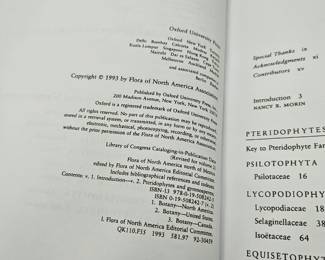 Oxford University Press
Oxford New York Toronto
Delhi Bombay Calcutta Madras
Kuala Lumpur Singapore Hong Kong
Nairobi Dar es Salaam Cape
Melbourne Auckland
and associated
Berlin
Copyright © 1993 by Flora of North America Association
Published by Oxford University Press, Inc.
200 Madison Avenue, New York, New York
Oxford is a registered trademark of Oxford University
All rights reserved. No part of this publication may be reproduced,
stored in a retrieval system, or transmitted, in any form or by any means,
electronic, mechanical, photocopying, recording, or otherwise,
without the prior permission of the Flora of North America Association.
Library of Congress Cataloging-in-Publication Data
(Revised for volume 2)
Flora of North America north of Mexico
edited by Flora of North America Editorial Committee.
Includes bibliographical references and indexes.
Contents: v. 1. Introduction—v. 2. Pteridophytes and gymnosperms
ISBN-13 978-0-19-508242-5
ISBN 0-19-508242-7 (v. 2)
1. Botany—North America.
2. Botany—United States.
3. Botany—Canada.
I. Flora of North America Editorial Committee.
QK110.F55 1993 581.97 92-30459
Special Thanks
Acknowledgments xi
Contributors xv
Introduction 3
NANCY R. MORIN
PTERIDOPHYTES
Key to Pteridophyte
PSILOTOPHYTA
Psilotaceae 16
LYCOPODIOPHY
Lycopodiaceae 18
Selaginellaceae 38
Isoëtaceae 64
EQUISETOPHYTA